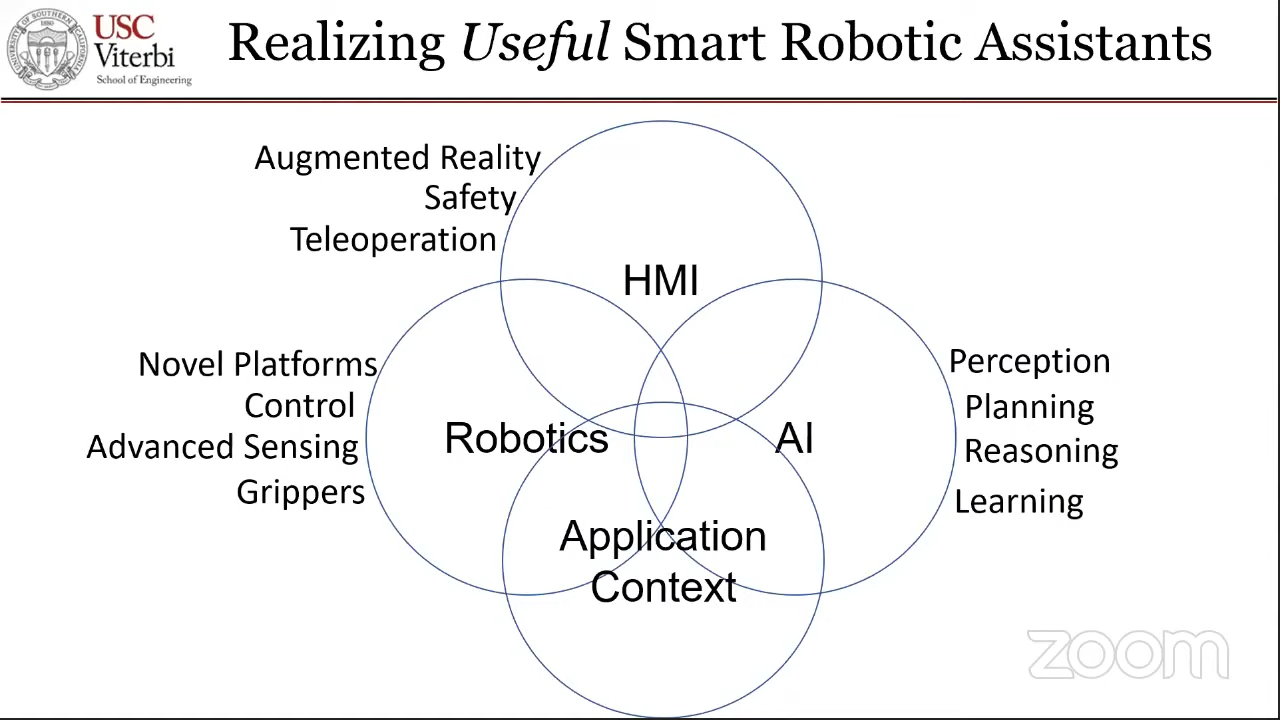 USC
Viterbi
School of Engineering
Realizing Useful Smart Robotic Assistants
Augmented Reality
Safety
Teleoperation
HMI
Novel Platforms
Control
Advanced Sensing
Grippers
Robotics
AI
Perception
Planning
Reasoning
Learning
Application
Context
zoom